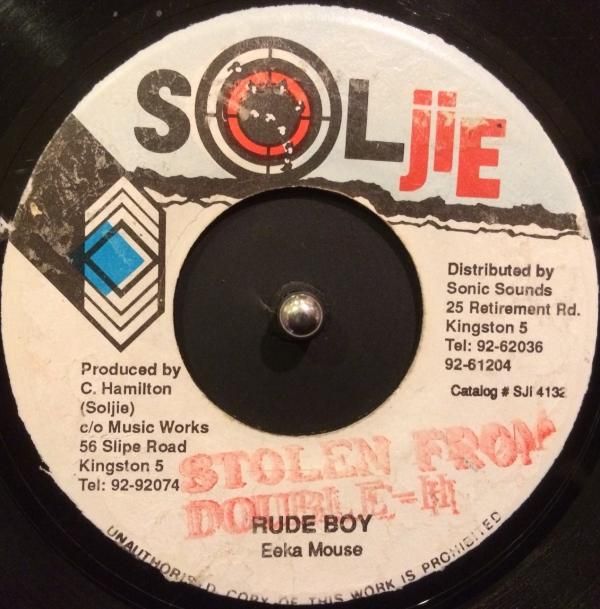 SOLjIE
Distributed by
Sonic Sounds
25 Retirement Rd.
Kingston 5
Tel: 92-62036
92-61204
Catalog # SJI 4132
Produced by
C. Hamilton
(Soljie)
c/o Music Works
56 Slipe Road
Kingston 5
Tel: 92-92074
STOLEN FROM
DOUBLE-H
RUDE BOY
Eeka Mouse
UNAUTHORISED COPY OF THIS WORK IS PROHIBITED